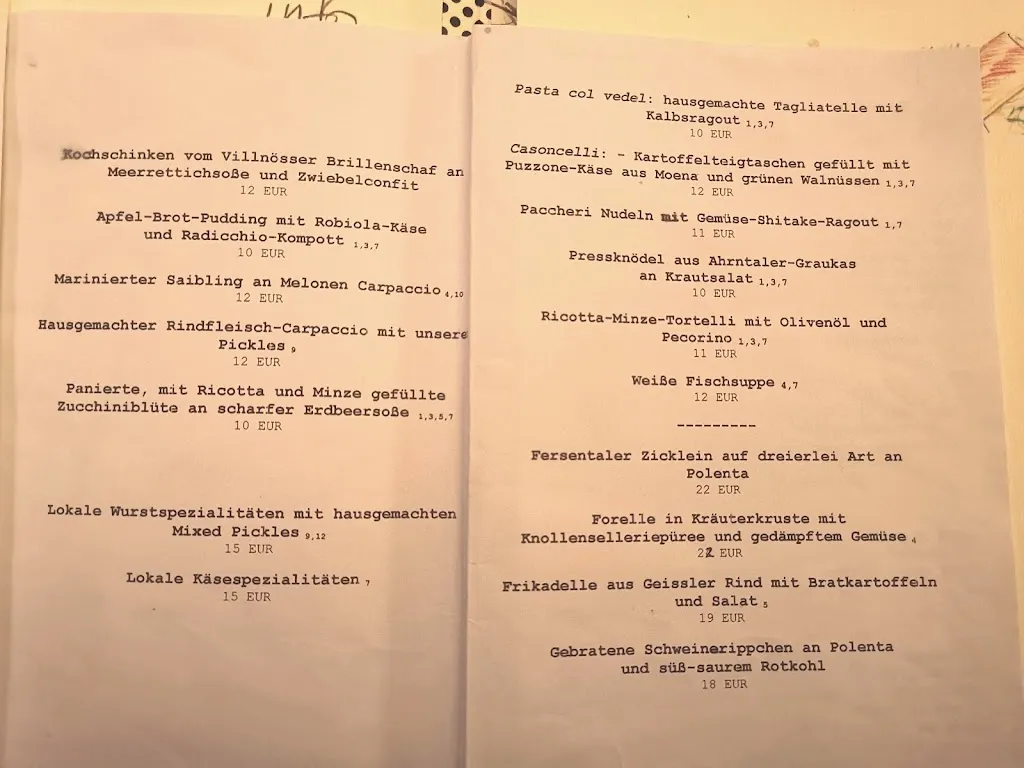 Kochschinken vom Villnösser Brillenschaf an
Meerrettichsoße und Zwiebelconfit
12 EUR
Apfel-Brot-Pudding mit Robiola-Käse
und Radicchio-Kompott 1,3,7
10 EUR
Marinierter Saibling an Melonen Carpaccio 4,10
12 EUR
Hausgemachter Rindfleisch-Carpaccio mit unsere
Pickles 9
12 EUR
Panierte, mit Ricotta und Minze gefüllte
Zucchiniblüte an scharfer Erdbeersoße 1,3,5,7
10 EUR
Lokale Wurstspezialitäten mit hausgemachten
Mixed Pickles 9,12
15 EUR
Lokale Käsespezialitäten 7
15 EUR
Pasta col vedel: hausgemachte Tagliatelle mit
Kalbsragout 1,3,7
10 EUR
Casoncelli: - Kartoffelteigtaschen gefüllt mit
Puzzone-Käse aus Moena und grünen Walnüssen 1,3,7
12 EUR
Paccheri Nudeln mit Gemüse-Shitake-Ragout 1,7
11 EUR
Pressknödel aus Ahrntaler-Graukas
an Krautsalat 1,3,7
10 EUR
Ricotta-Minze-Tortelli mit Olivenöl und
Pecorino 1,3,7
11 EUR
Weiße Fischsuppe 4,7
12 EUR
---------
Fersentaler Zicklein auf dreierlei Art an
Polenta
22 EUR
Forelle in Kräuterkruste mit
Knollenselleriepüree und gedämpftem Gemüse 4
22 EUR
Frikadelle aus Geissler Rind mit Bratkartoffeln
und Salat 5
19 EUR
Gebratene Schweinerippchen an Polenta
und süß-saurem Rotkohl
18 EUR